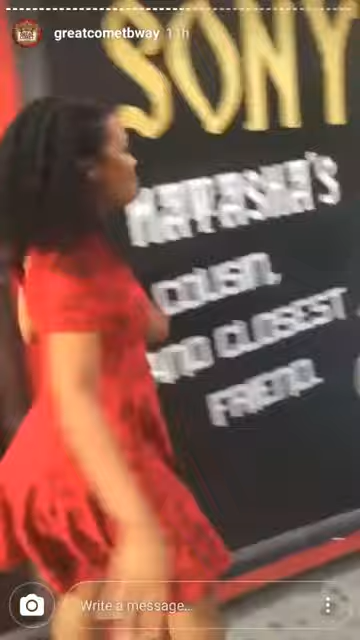 greatcometbway 11h
SONY
NATASHA'S
COUSIN,
AND CLOSEST
FRIEND.
Write a message...